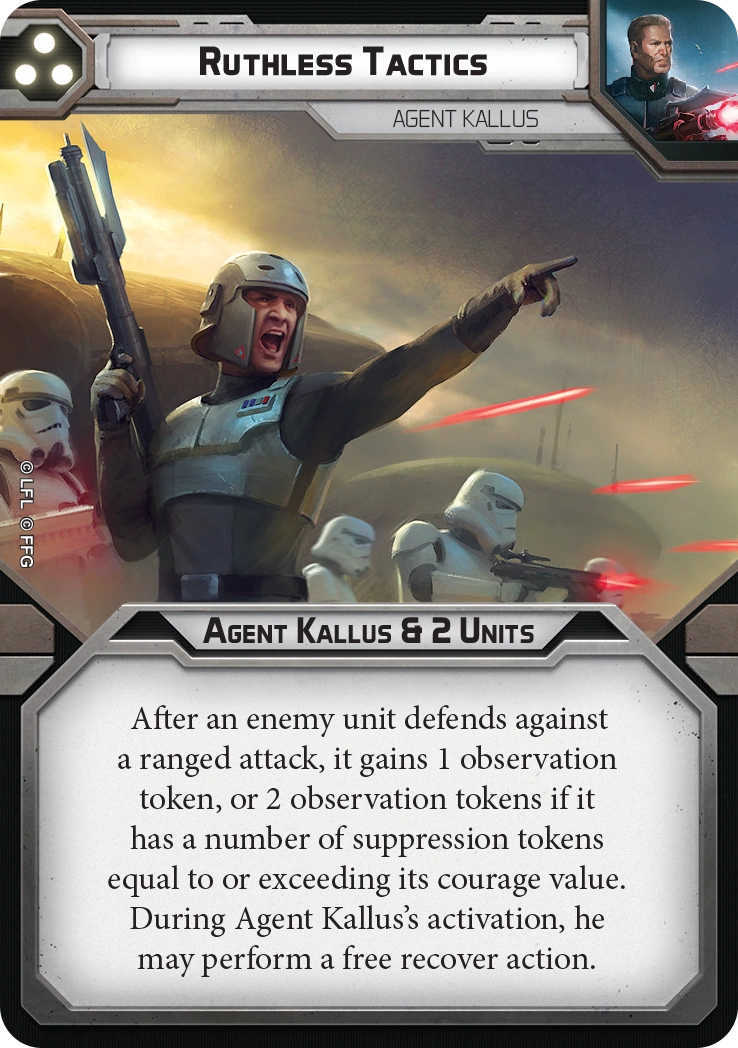 Ruthless Tactics
AGENT KALLUS
© LFL © FFG
Agent Kallus & 2 Units
After an enemy unit defends against
a ranged attack, it gains 1 observation
token, or 2 observation tokens if it
has a number of suppression tokens
equal to or exceeding its courage value.
During Agent Kallus's activation, he
may perform a free recover action.